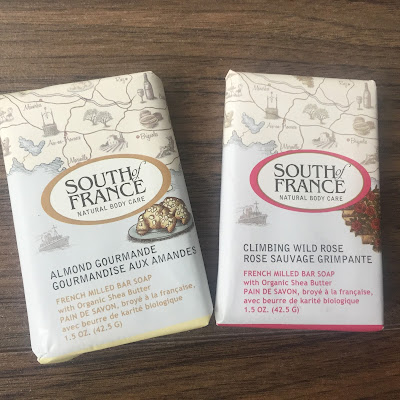 SOUTH of
FRANCE
NATURAL BODY CARE
ALMOND GOURMANDE
GOURMANDISE AUX AMANDES
FRENCH MILLED BAR SOAP
with Organic Shea Butter
PAIN DE SAVON, broyé à la française,
avec beurre de karité biologique
1.5 OZ. (42.5 G)
SOUTH of
FRANCE
NATURAL BODY CARE
CLIMBING WILD ROSE
ROSE SAUVAGE GRIMPANTE
FRENCH MILLED BAR SOAP
with Organic Shea Butter
PAIN DE SAVON, broyé à la française,
avec beurre de karité biologique
1.5 OZ. (42.5 G)